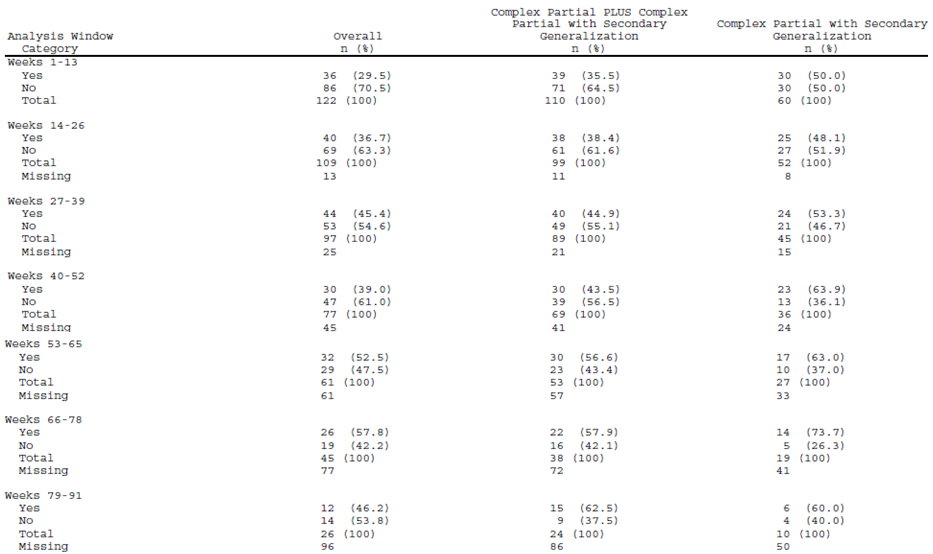 Complex Partial PLUS Complex
Partial with Secondary Complex Partial with Secondary
Analysis Window Overall Generalization Generalization
Category n (%) n (%) n (%)
Weeks 1-13
Yes 36 (29.5) 39 (35.5) 30 (50.0)
No 86 (70.5) 71 (64.5) 30 (50.0)
Total 122 (100) 110 (100) 60 (100)
Weeks 14-26
Yes 40 (36.7) 38 (38.4) 25 (48.1)
No 69 (63.3) 61 (61.6) 27 (51.9)
Total 109 (100) 99 (100) 52 (100)
Missing 13 11 8
Weeks 27-39
Yes 44 (45.4) 40 (44.9) 24 (53.3)
No 53 (54.6) 49 (55.1) 21 (46.7)
Total 97 (100) 89 (100) 45 (100)
Missing 25 21 15
Weeks 40-52
Yes 30 (39.0) 30 (43.5) 23 (63.9)
No 47 (61.0) 39 (56.5) 13 (36.1)
Total 77 (100) 69 (100) 36 (100)
Missing 45 41 24
Weeks 53-65
Yes 32 (52.5) 30 (56.6) 17 (63.0)
No 29 (47.5) 23 (43.4) 10 (37.0)
Total 61 (100) 53 (100) 27 (100)
Missing 61 57 33
Weeks 66-78
Yes 26 (57.8) 22 (57.9) 14 (73.7)
No 19 (42.2) 16 (42.1) 5 (26.3)
Total 45 (100) 38 (100) 19 (100)
Missing 77 72 41
Weeks 79-91
Yes 12 (46.2) 15 (62.5) 6 (60.0)
No 14 (53.8) 9 (37.5) 4 (40.0)
Total 26 (100) 24 (100) 10 (100)
Missing 96 86 50